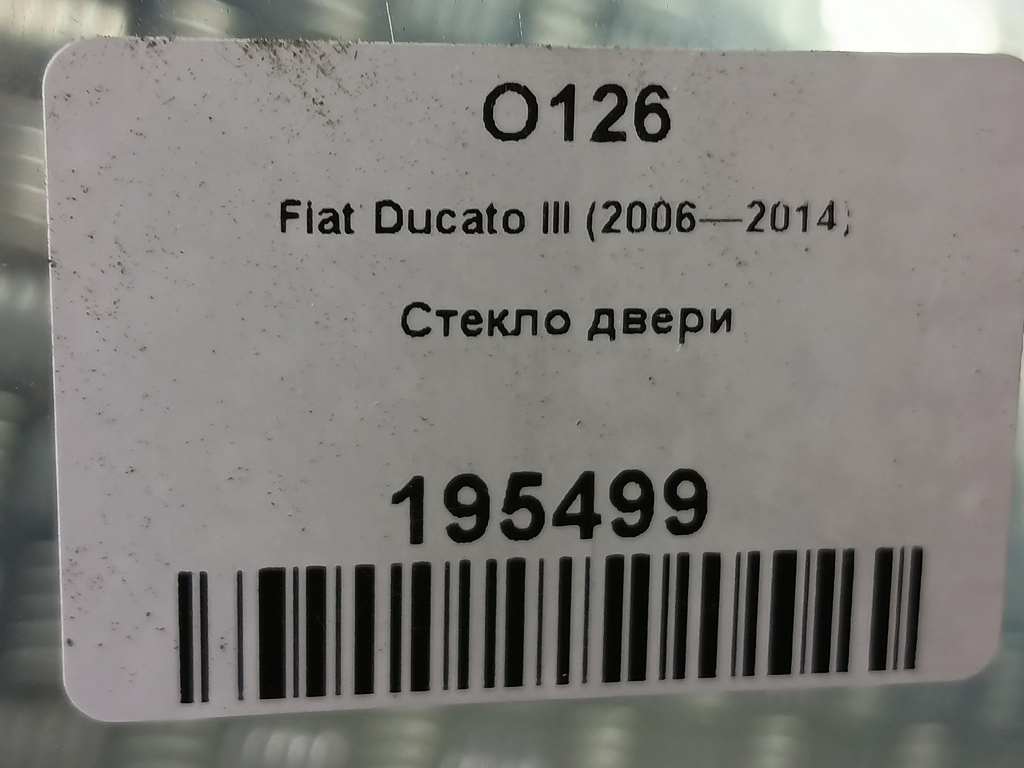 O126
Fiat Ducato III (2006—2014)
Стекло двери
195499